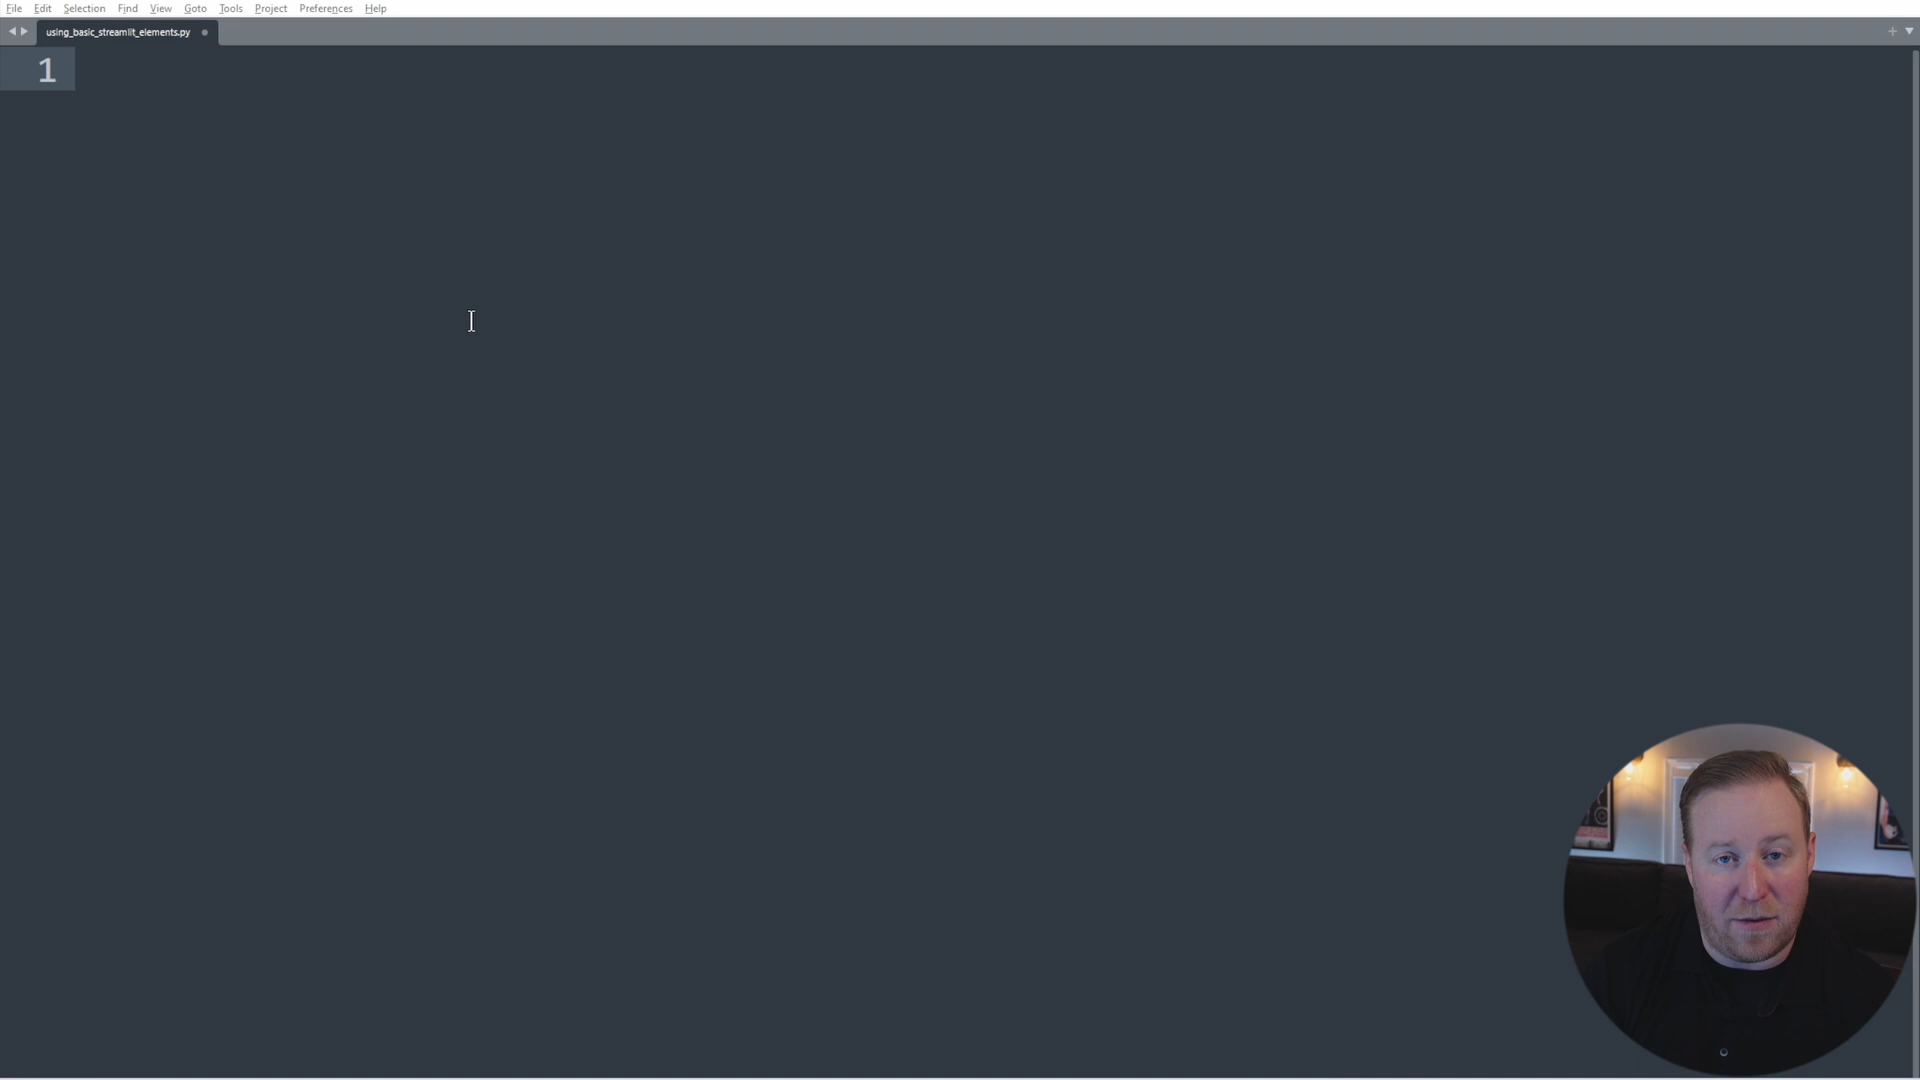 File Edit Selection Find View Goto Tools Project Preferences Help
using_basic_streamlit_elements.py
1